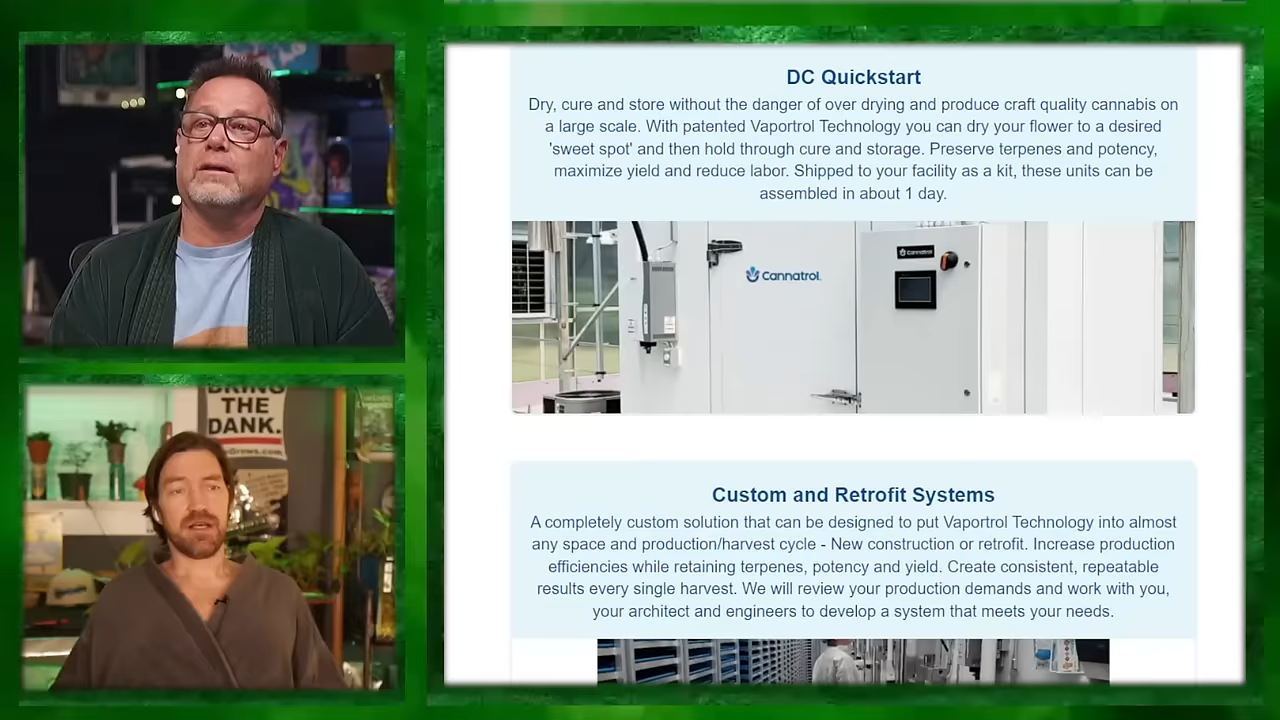 DC Quickstart
Dry, cure and store without the danger of over drying and produce craft quality cannabis on
a large scale. With patented Vaportrol Technology you can dry your flower to a desired
'sweet spot' and then hold through cure and storage. Preserve terpenes and potency,
maximize yield and reduce labor. Shipped to your facility as a kit, these units can be
assembled in about 1 day.
Cannatrol
Cannatrol
Custom and Retrofit Systems
A completely custom solution that can be designed to put Vaportrol Technology into almost
any space and production/harvest cycle - New construction or retrofit. Increase production
efficiencies while retaining terpenes, potency and yield. Create consistent, repeatable
results every single harvest. We will review your production demands and work with you,
your architect and engineers to develop a system that meets your needs.
BRING
THE
DANK.